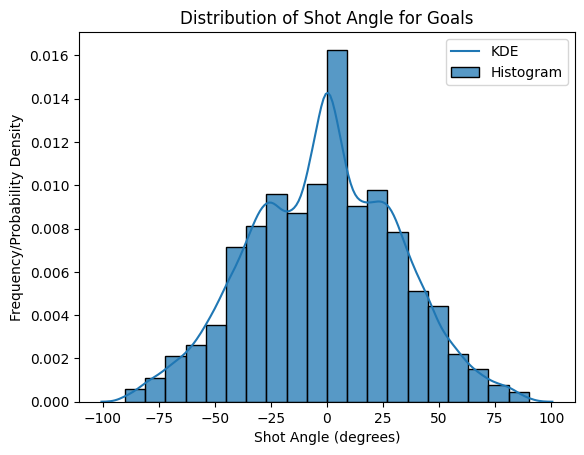 Distribution of Shot Angle for Goals
KDE
Histogram
Frequency/Probability Density
0.016
0.014
0.012
0.010
0.008
0.006
0.004
0.002
0.000
−100 −75 −50 −25 0 25 50 75 100
Shot Angle (degrees)